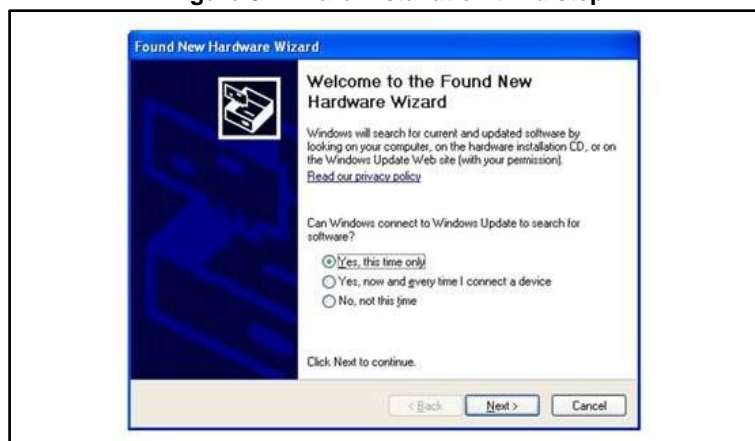 Found New Hardware Wizard
Welcome to the Found New
Hardware Wizard
Windows will search for current and updated software by
looking on your computer, on the hardware installation CD, or on
the Windows Update Web site (with your permission).
Read our privacy policy
Can Windows connect to Windows Update to search for
software?
Yes, this time only
Yes, now and every time I connect a device
No, not this time
Click Next to continue.
< Back
Next >
Cancel